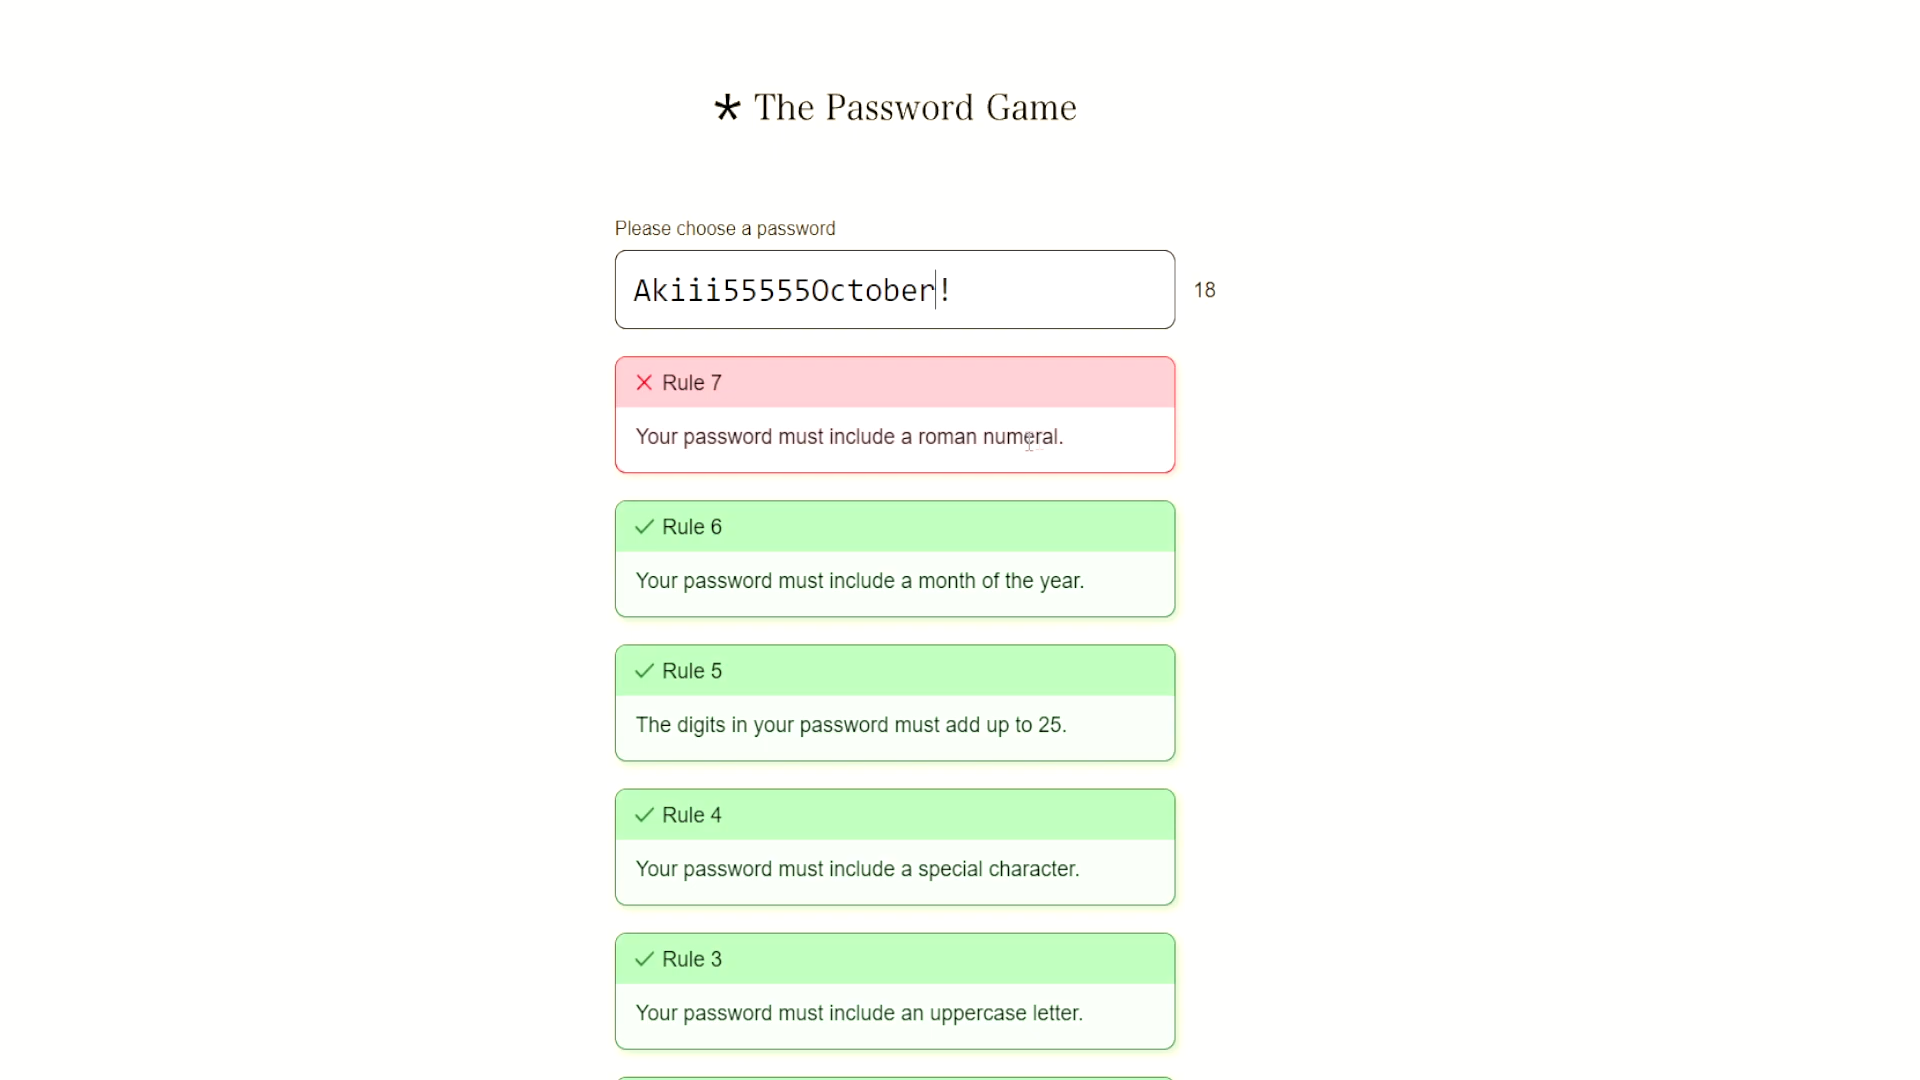 * The Password Game
Please choose a password
Akiii55555October!
18
Rule 7
Your password must include a roman numeral.
Rule 6
Your password must include a month of the year.
Rule 5
The digits in your password must add up to 25.
Rule 4
Your password must include a special character.
Rule 3
Your password must include an uppercase letter.